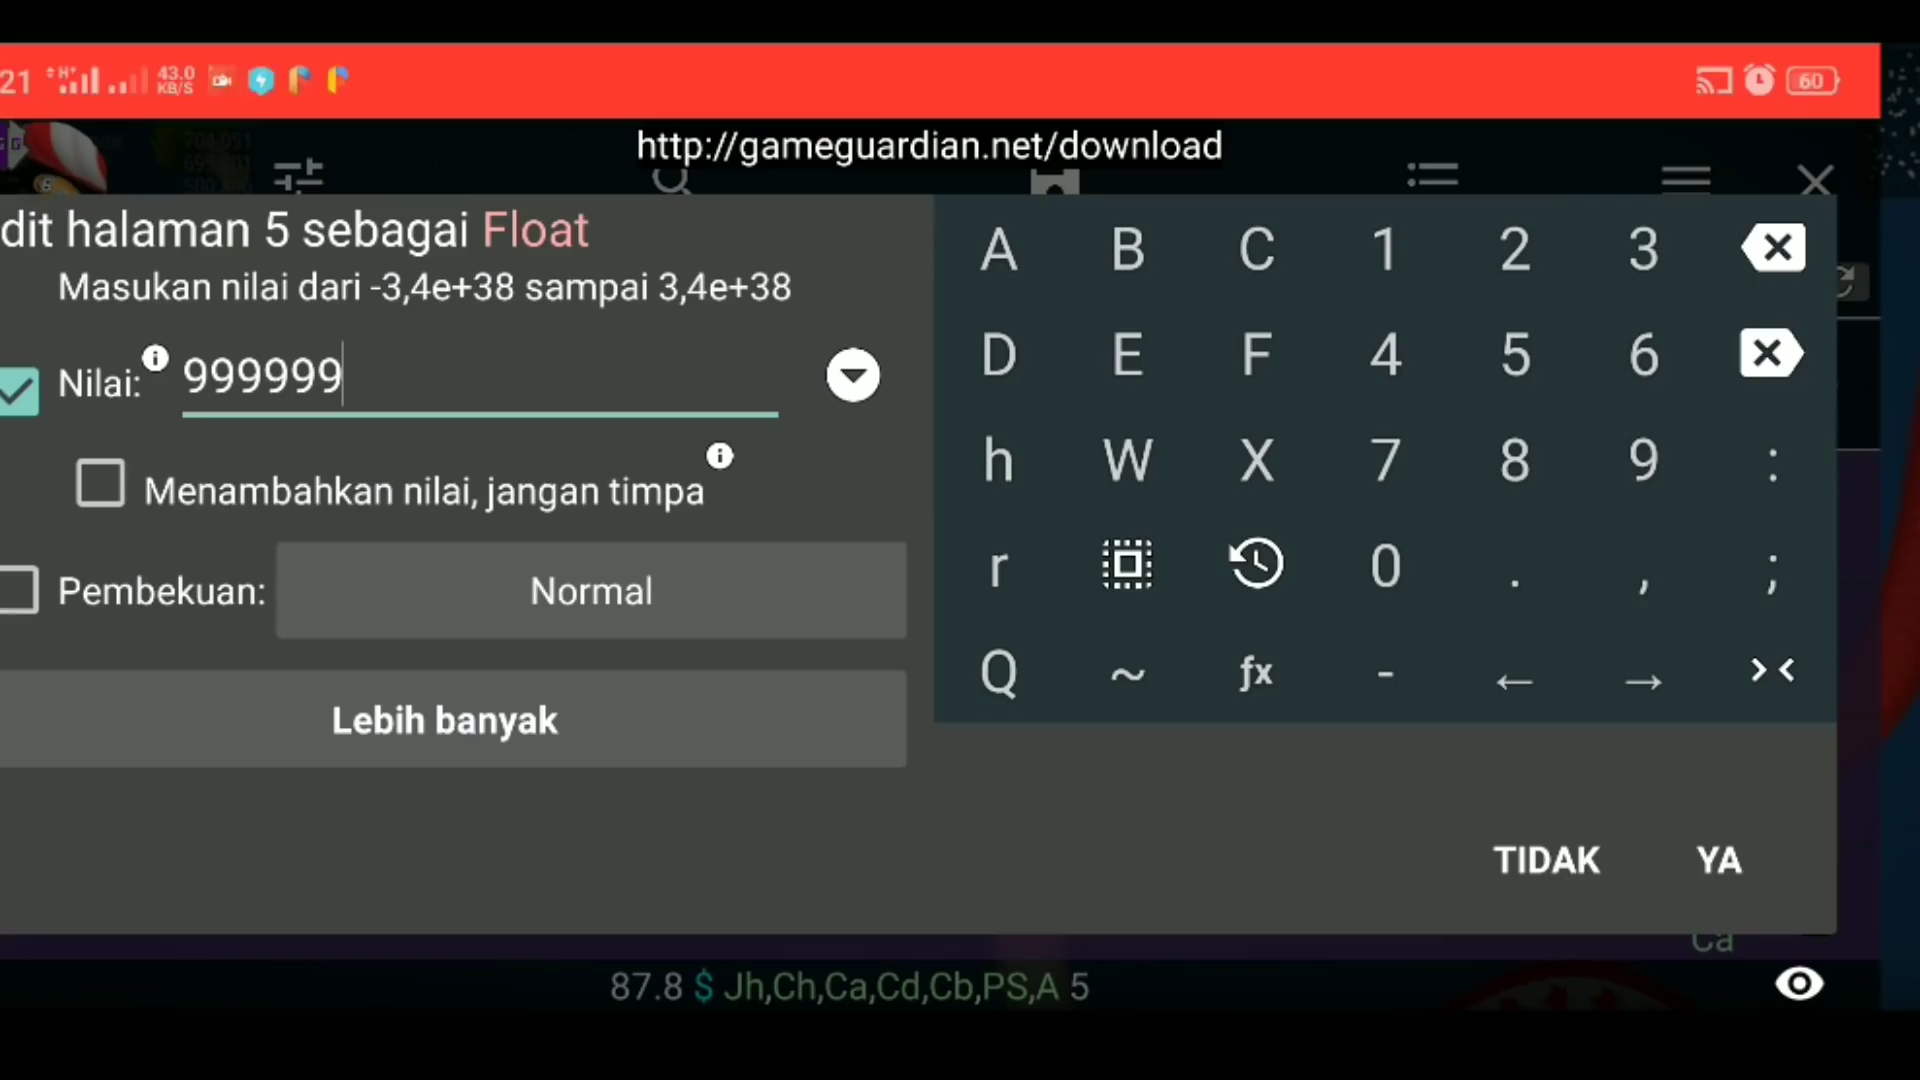 21 H+ 43.0 KB/S 60
http://gameguardian.net/download
dit halaman 5 sebagai Float
Masukan nilai dari -3,4e+38 sampai 3,4e+38
Nilai: 999999
Menambahkan nilai, jangan timpa
Pembekuan: Normal
Lebih banyak
A B C 1 2 3
D E F 4 5 6
h W X 7 8 9 :
r 0 . , ;
Q ~ ƒx - ← → > <
TIDAK YA
Ca
87.8 $ Jh,Ch,Ca,Cd,Cb,PS,A 5